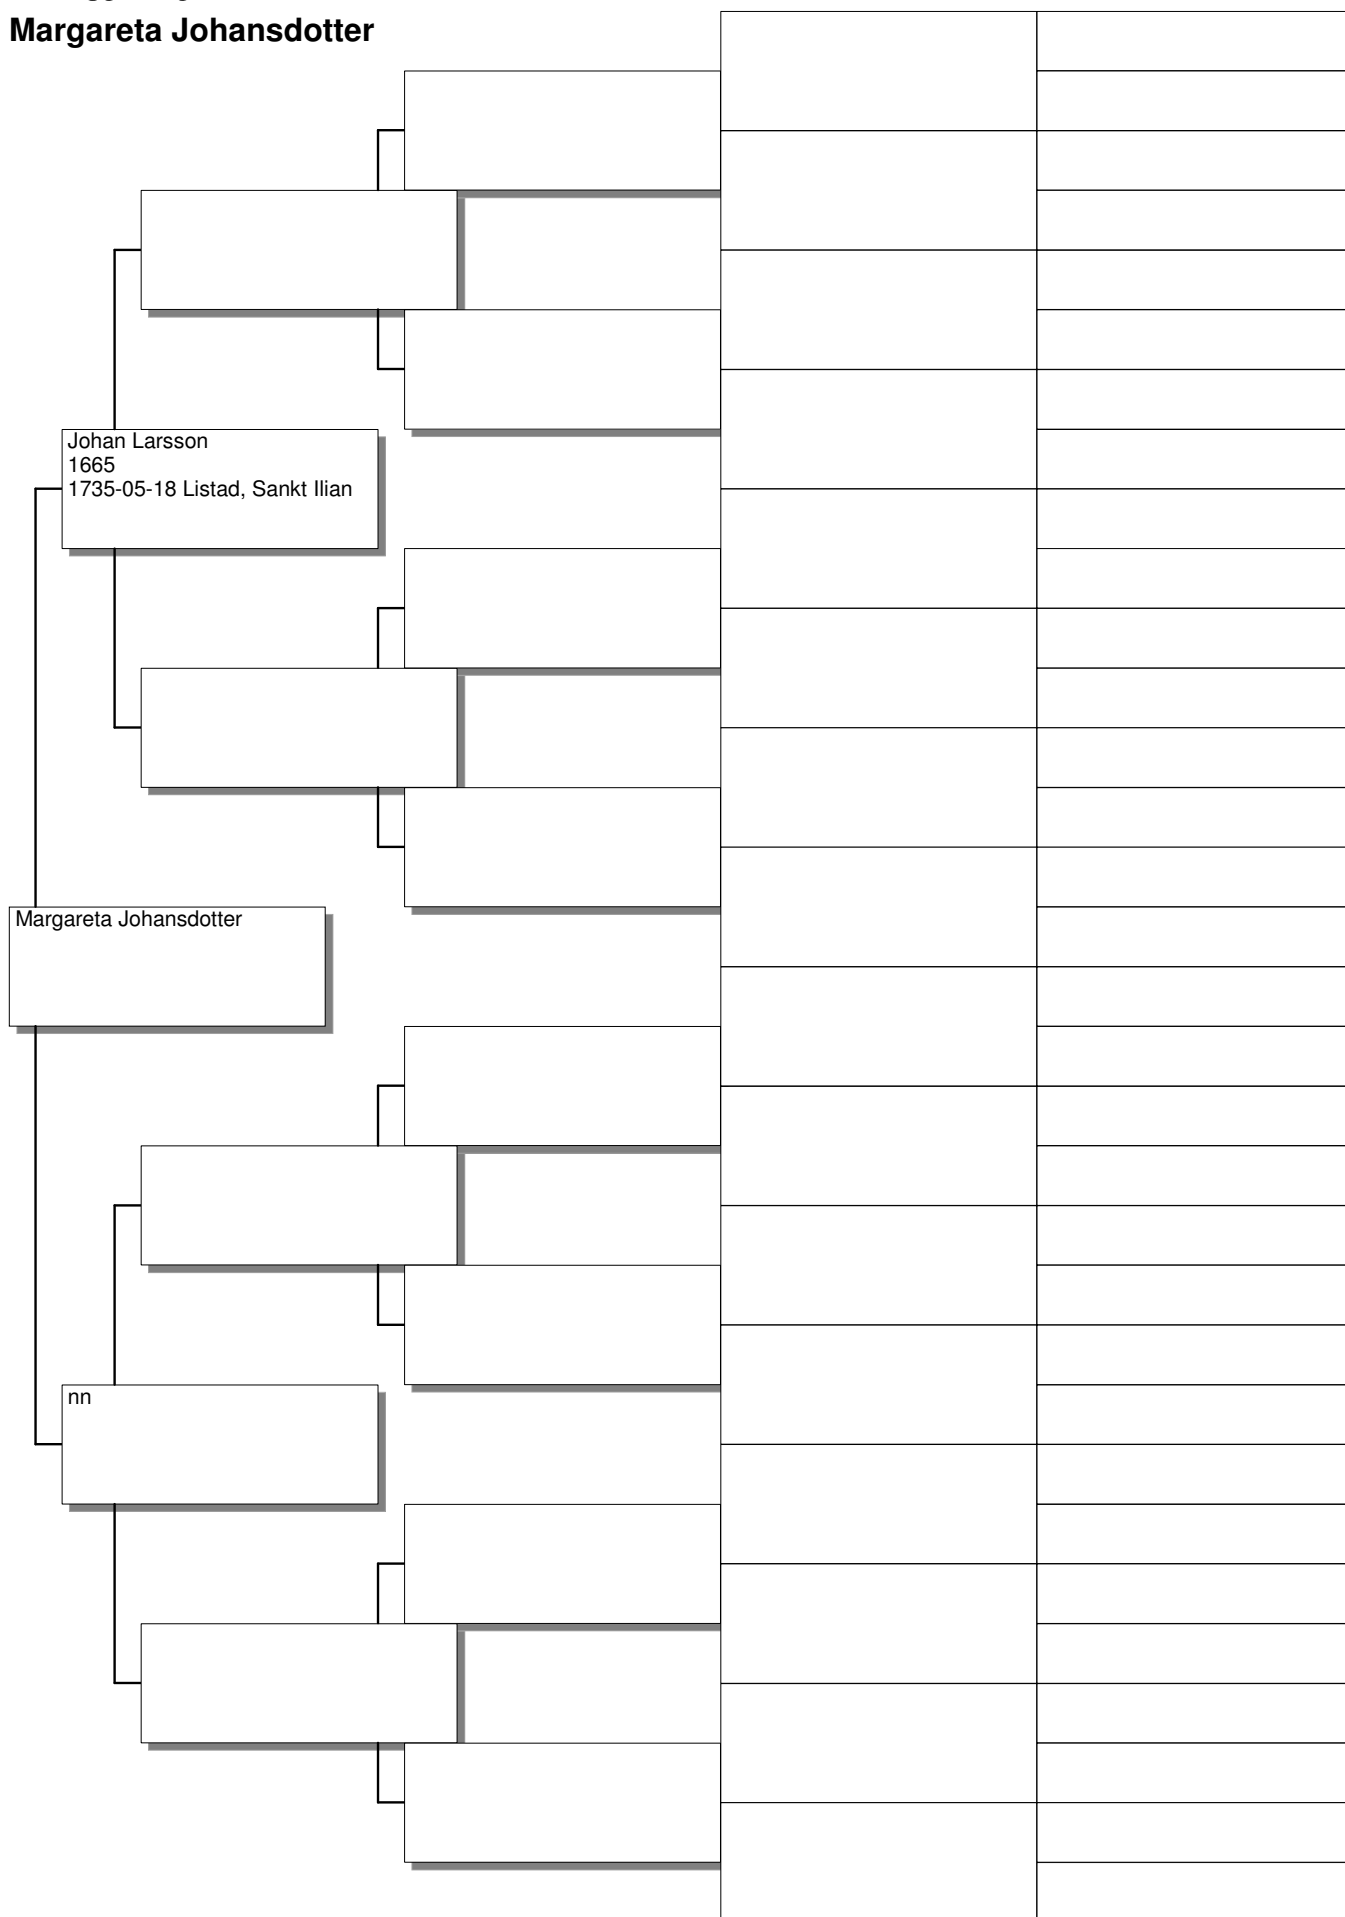 Margareta Johansdotter
Johan Larsson
1665
1735-05-18 Listad, Sankt Ilian
Margareta Johansdotter
nn